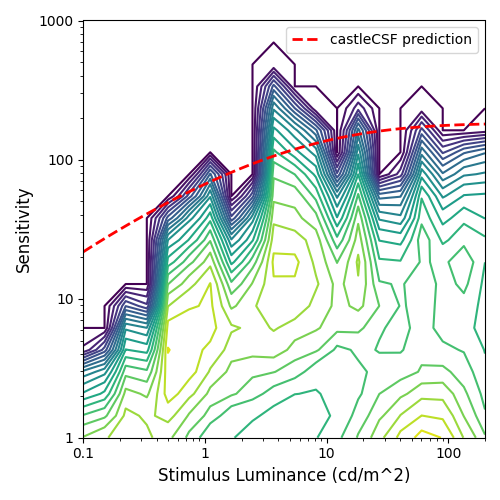 castleCSF prediction
1000
100
10
1
Sensitivity
0.1 1 10 100
Stimulus Luminance (cd/m^2)